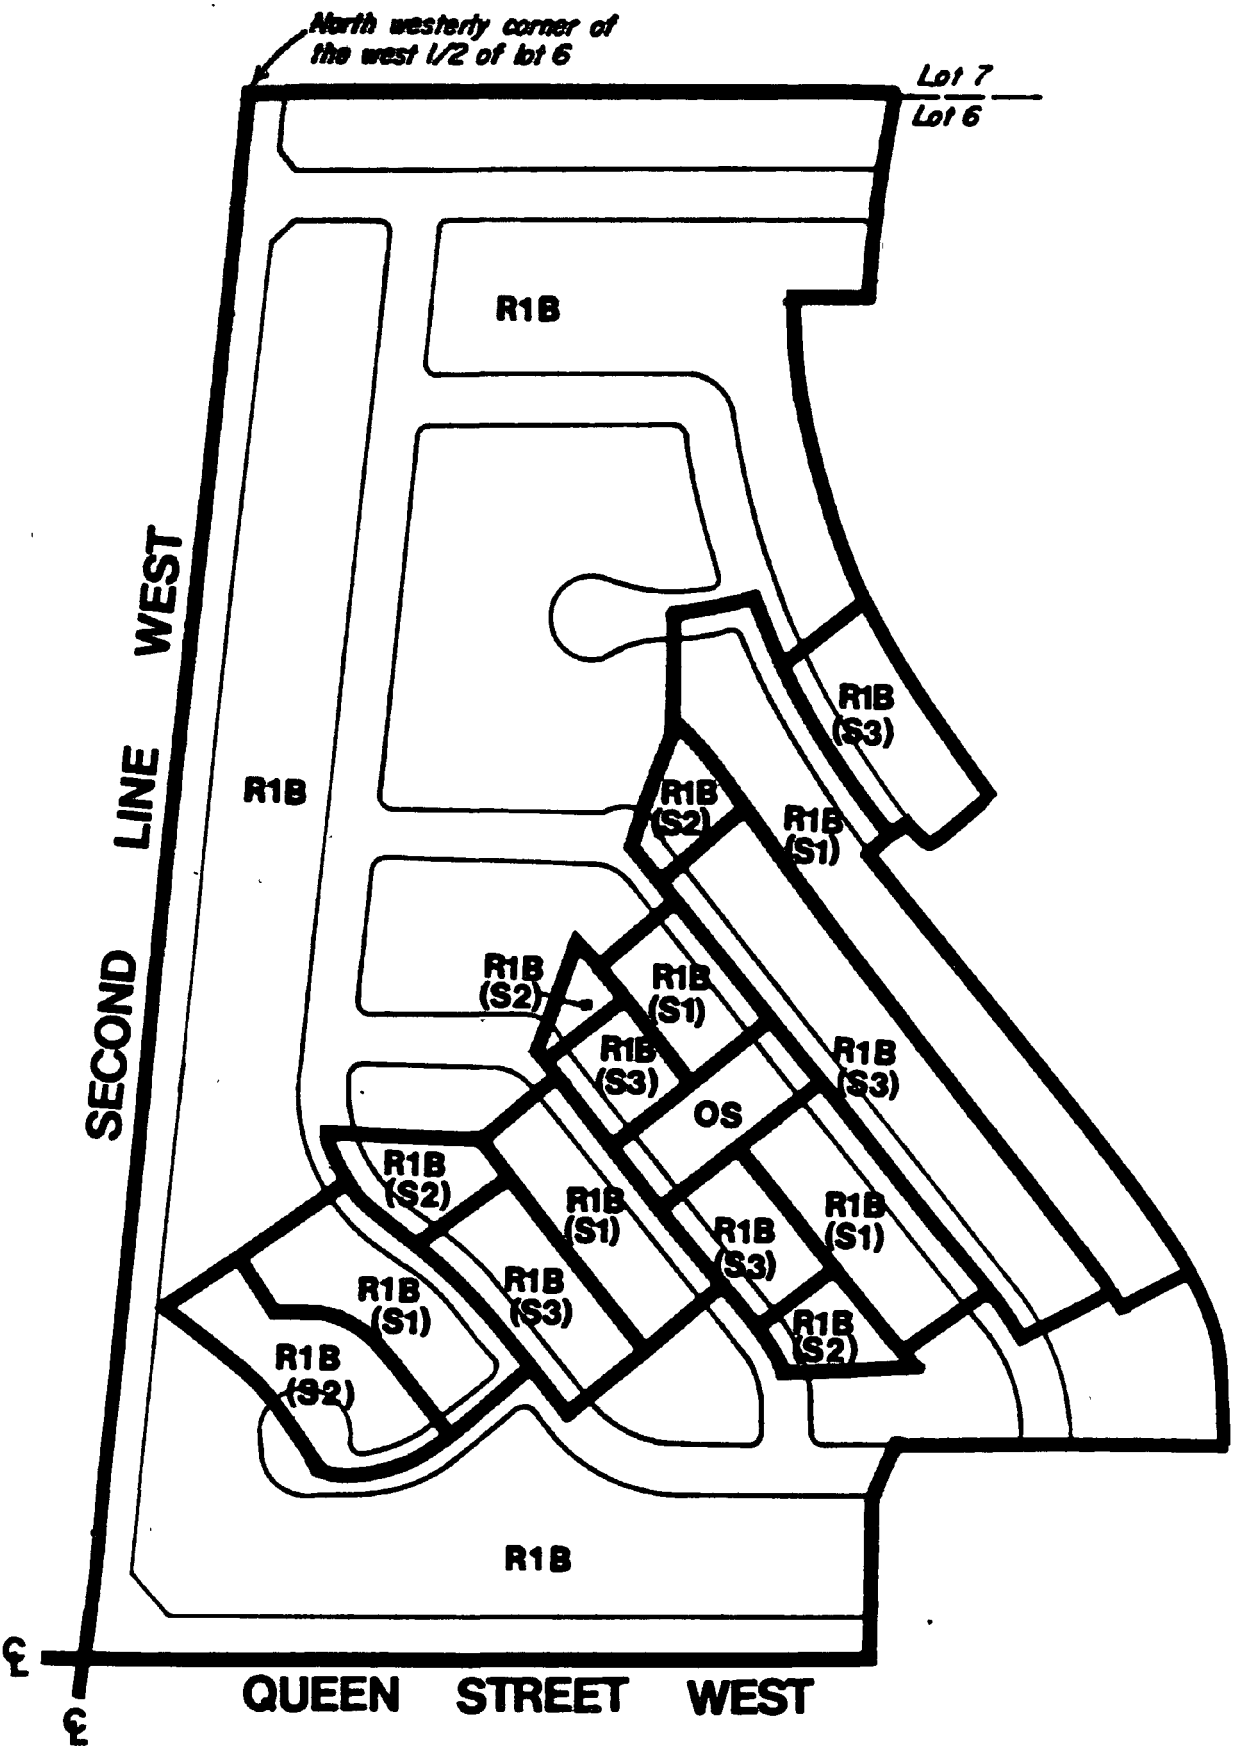 North westerly corner of
the west 1/2 of lot 6
Lot 7
Lot 6
R1B
R1B
(S3)
R1B
R1B
(S2)
R1B
(S1)
R1B
(S2)
R1B
(S1)
R1B
(S3)
R1B
(S3)
OS
R1B
(S2)
R1B
(S1)
R1B
(S1)
R1B
(S3)
R1B
(S3)
R1B
(S1)
R1B
(S2)
R1B
(S2)
R1B
SECOND LINE WEST
℄
QUEEN STREET WEST
℄